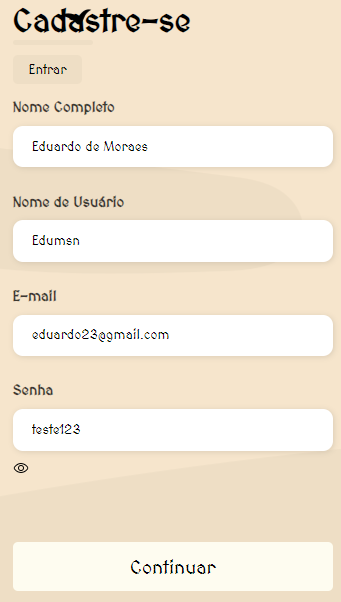 Cadastre-se
Entrar
Nome Completo
Eduardo de Moraes
Nome de Usuário
Edumsn
E-mail
eduardo23@gmail.com
Senha
teste123
Continuar